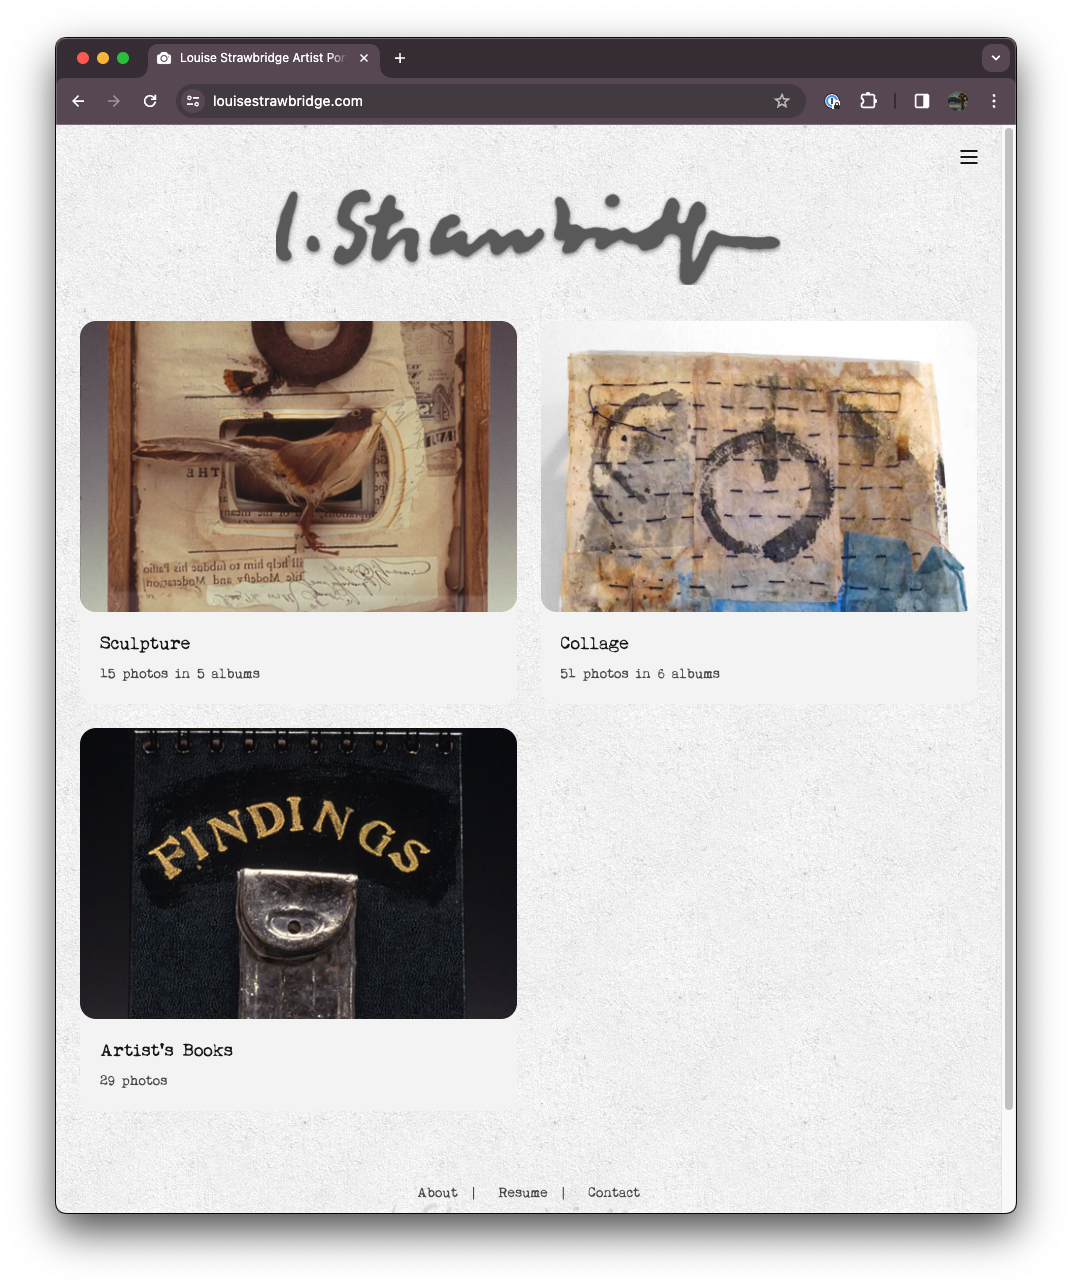 Louise Strawbridge Artist Por
louisestrawbridge.com
l. Strawbridge
THE
Sculpture
15 photos in 5 albums
Collage
51 photos in 6 albums
FINDINGS
Artist's Books
29 photos
About | Resume | Contact